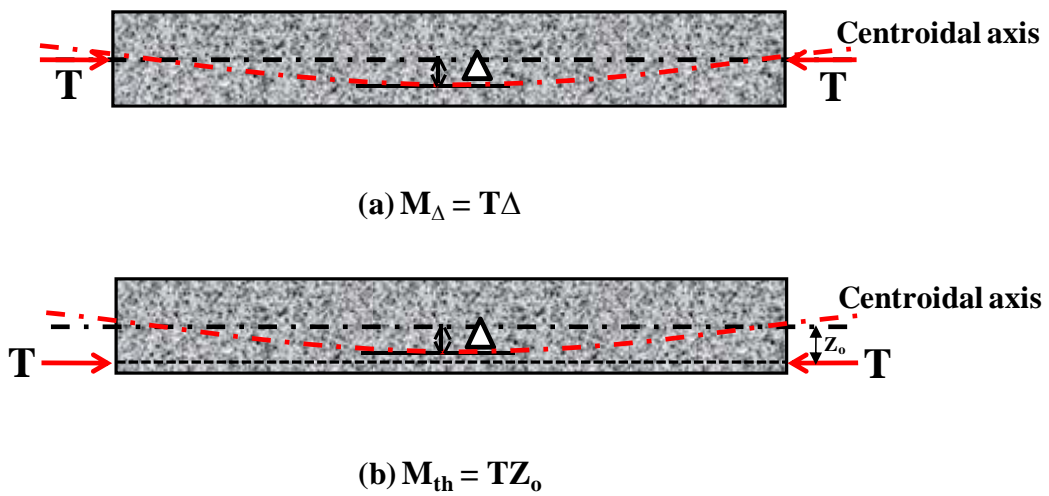 Centroidal axis
T
Δ
T
(a) M_Δ = TΔ
Centroidal axis
T
Δ
Z_o
T
(b) M_th = TZ_o